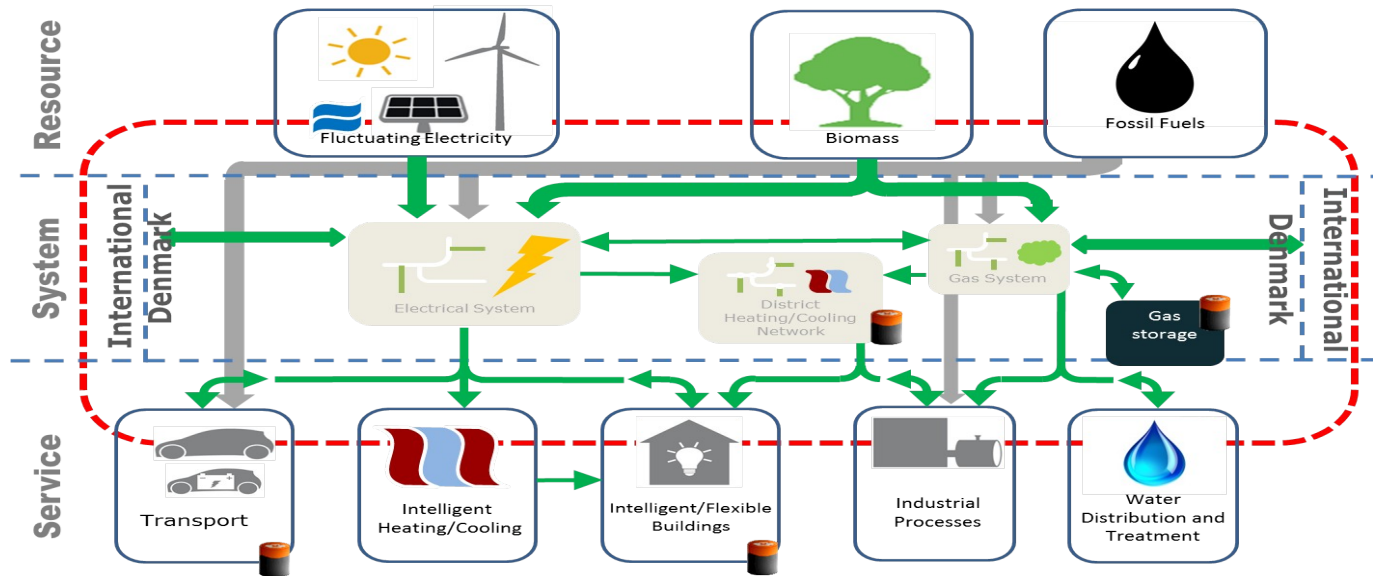 Resource
Fluctuating Electricity
Biomass
Fossil Fuels
System
International
Denmark
Electrical System
District
Heating/Cooling
Network
Gas System
Gas
storage
Denmark
International
Service
Transport
Intelligent
Heating/Cooling
Intelligent/Flexible
Buildings
Industrial
Processes
Water
Distribution and
Treatment